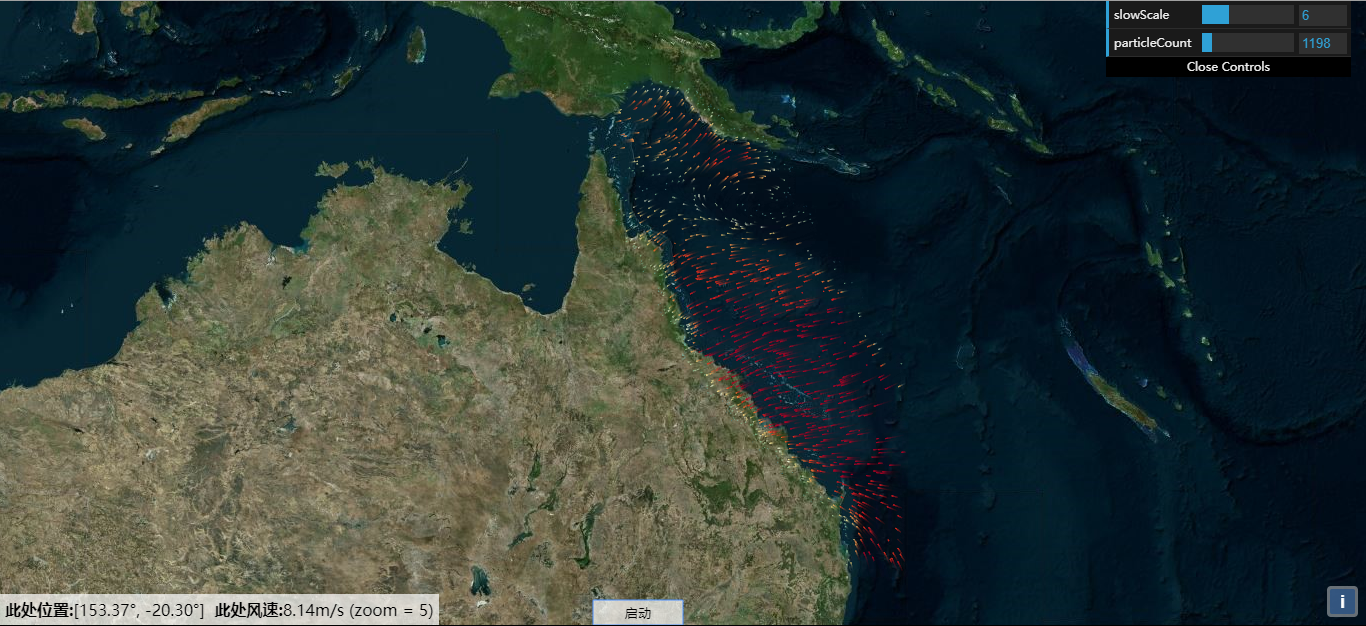 slowScale 6
particleCount 1198
Close Controls
此处位置:[153.37°, -20.30°] 此处风速:8.14m/s (zoom = 5)
启动
i